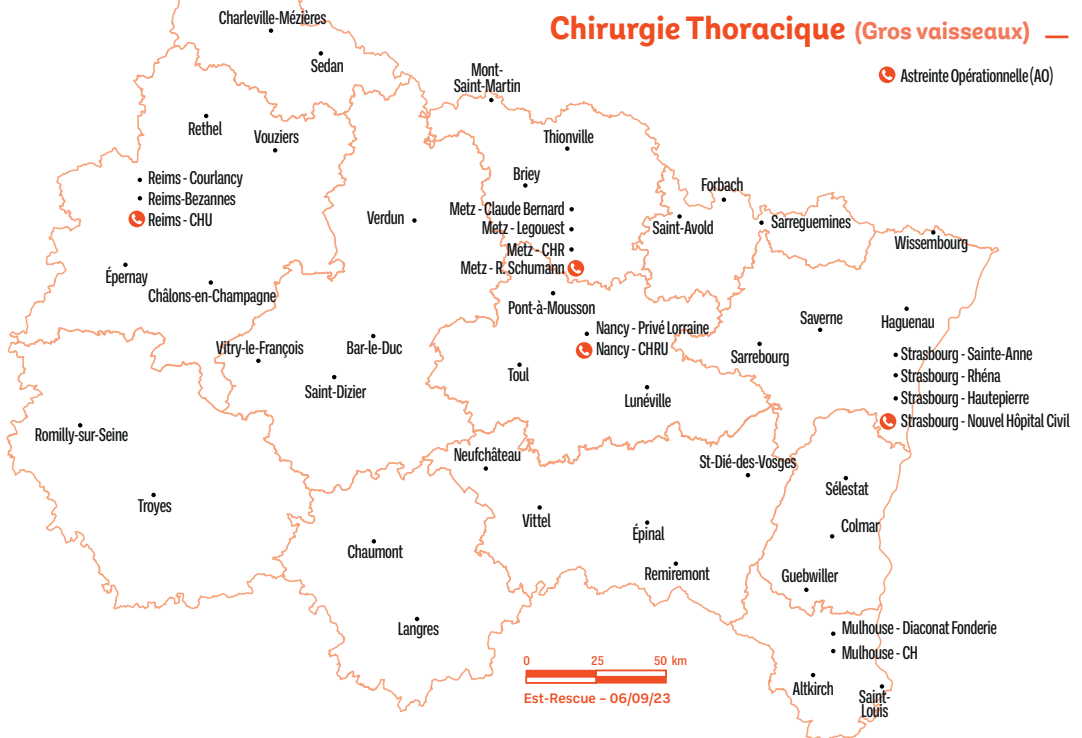 Chirurgie Thoracique (Gros vaisseaux)
Astreinte Opérationnelle (AO)
Charleville-Mézières
Sedan
Mont-
Saint-Martin
Rethel
Vouziers
Thionville
Briey
Forbach
Reims - Courlancy
Reims-Bezannes
Reims - CHU
Verdun
Metz - Claude Bernard
Metz - Legouest
Metz - CHR
Metz - R. Schumann
Saint-Avold
Sarreguemines
Wissembourg
Épernay
Châlons-en-Champagne
Pont-à-Mousson
Saverne
Haguenau
Vitry-le-François
Bar-le-Duc
Nancy - Privé Lorraine
Nancy - CHRU
Sarrebourg
Strasbourg - Sainte-Anne
Strasbourg - Rhéna
Strasbourg - Hautepierre
Strasbourg - Nouvel Hôpital Civil
Saint-Dizier
Toul
Lunéville
Romilly-sur-Seine
Neufchâteau
St-Dié-des-Vosges
Troyes
Sélestat
Vittel
Épinal
Colmar
Chaumont
Remiremont
Guebwiller
Langres
Mulhouse - Diaconat Fonderie
Mulhouse - CH
Altkirch
Saint-
Louis
0 25 50 km
Est-Rescue – 06/09/23